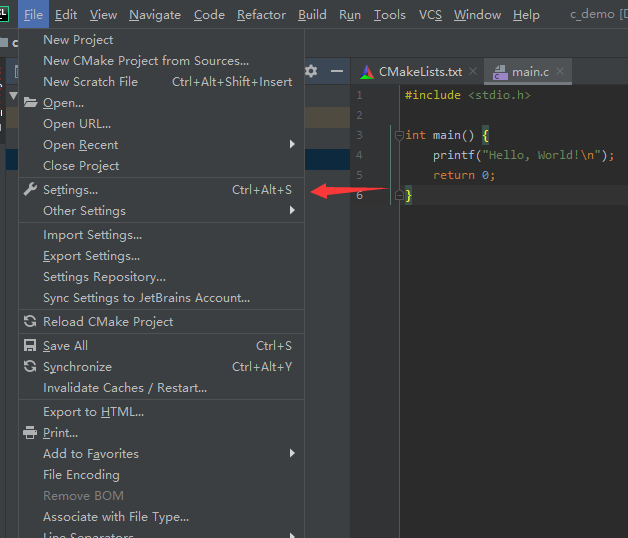 File Edit View Navigate Code Refactor Build Run Tools VCS Window Help c_demo [D
New Project
New CMake Project from Sources...
New Scratch File Ctrl+Alt+Shift+Insert
Open...
Open URL...
Open Recent
Close Project
Settings... Ctrl+Alt+S
Other Settings
Import Settings...
Export Settings...
Settings Repository...
Sync Settings to JetBrains Account...
Reload CMake Project
Save All Ctrl+S
Synchronize Ctrl+Alt+Y
Invalidate Caches / Restart...
Export to HTML...
Print...
Add to Favorites
File Encoding
Remove BOM
Associate with File Type...
Line Separators
CMakeLists.txt main.c
1 #include <stdio.h>
2
3 int main() {
4 printf("Hello, World!\n");
5 return 0;
6 }